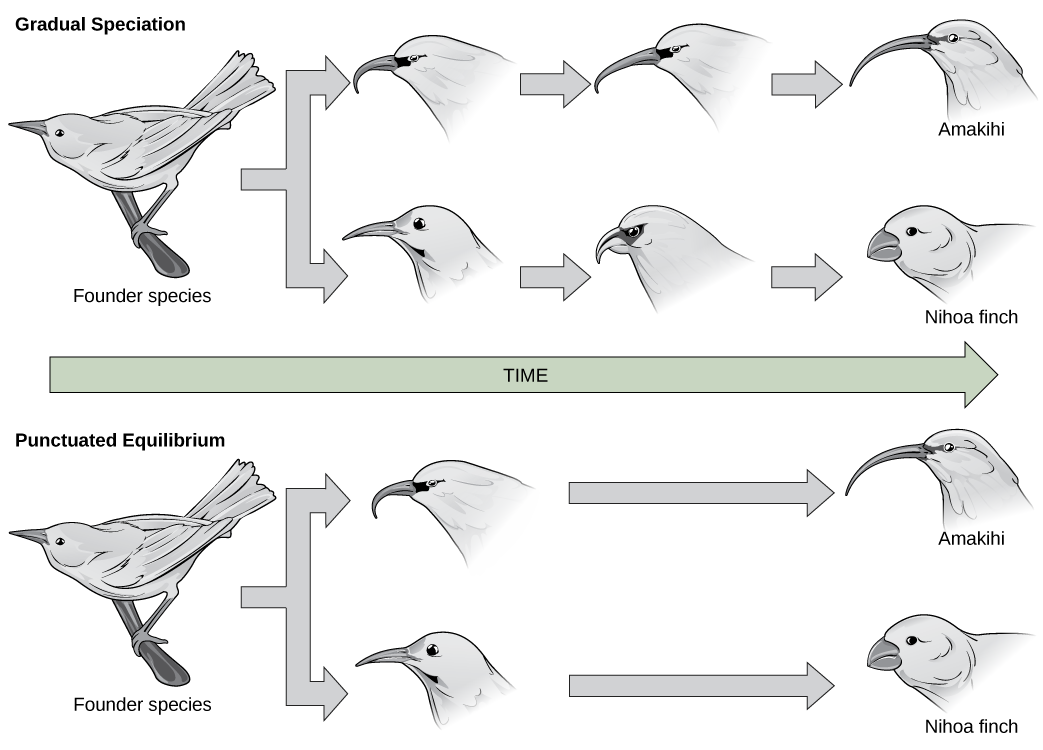 Gradual Speciation
Amakihi
Founder species
Nihoa finch
TIME
Punctuated Equilibrium
Amakihi
Founder species
Nihoa finch